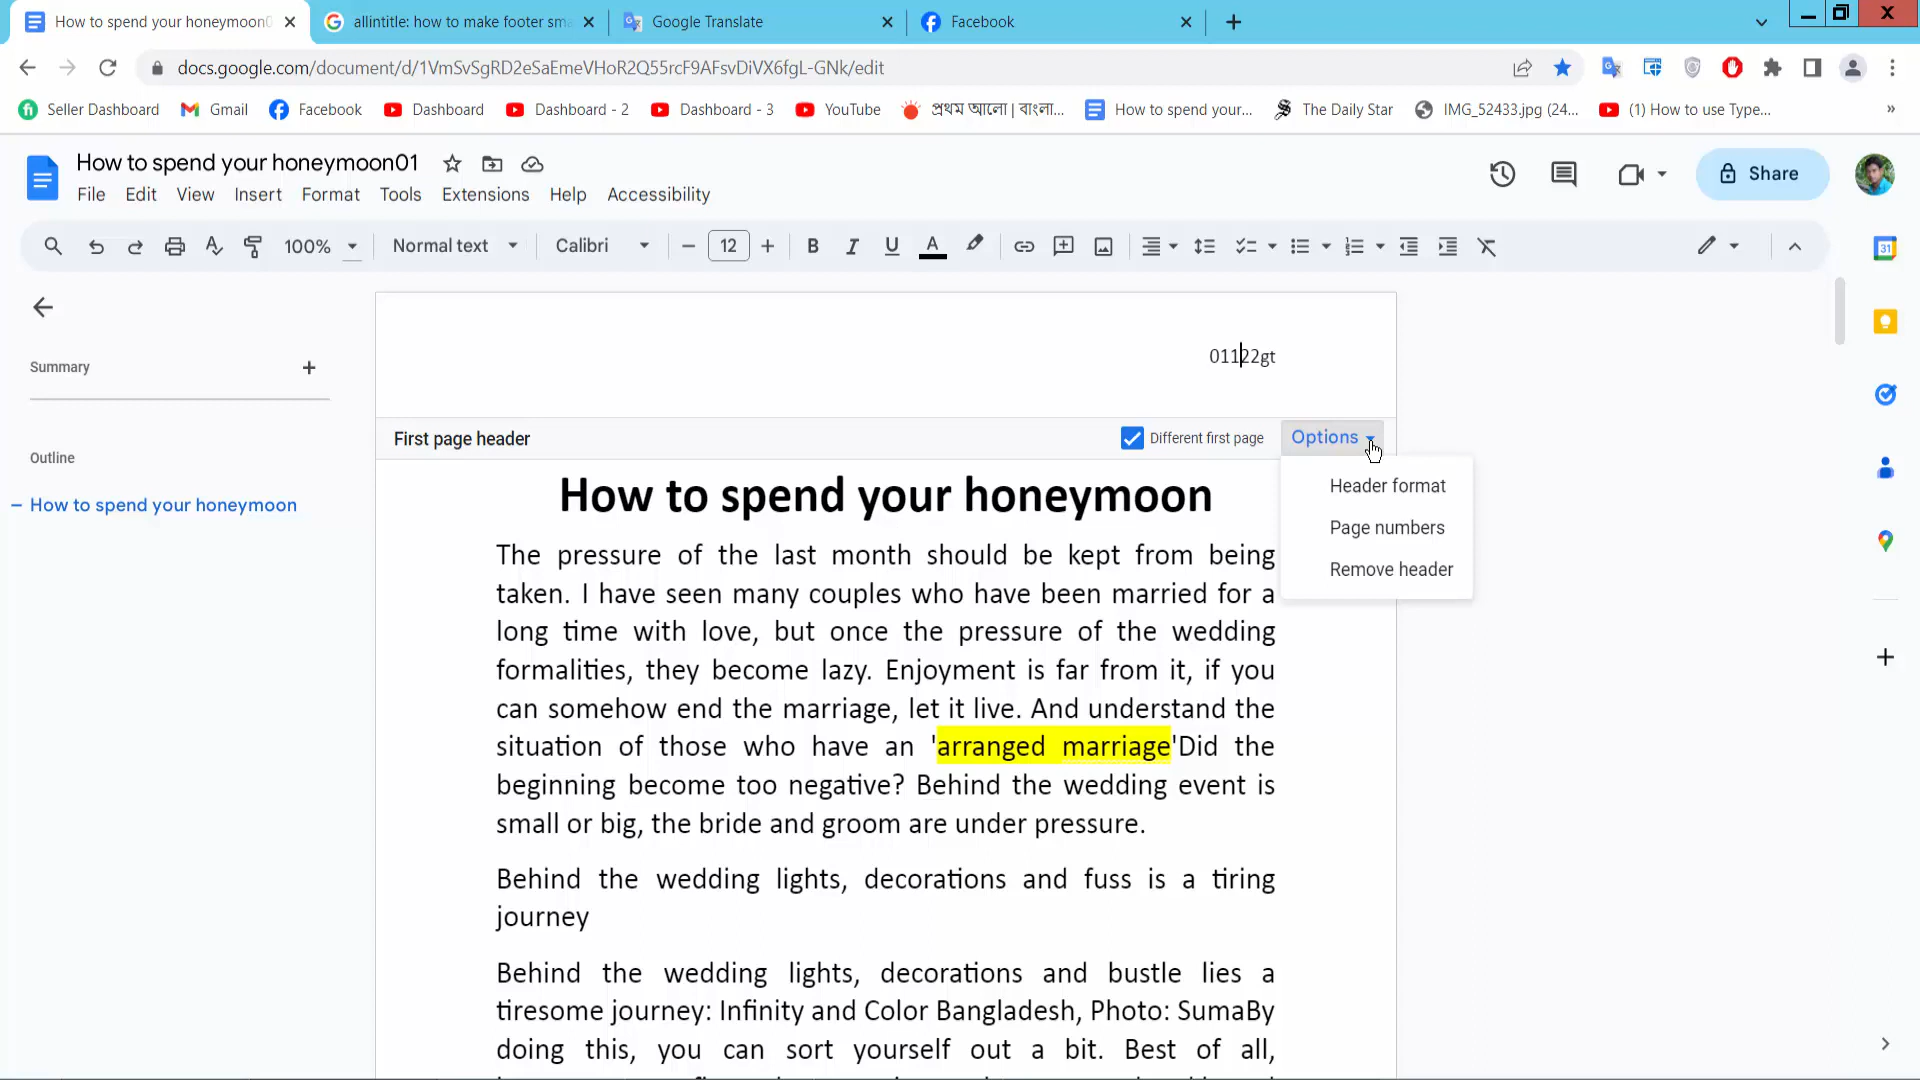 How to spend your honeymoon0
allintitle: how to make footer sma
Google Translate
Facebook
docs.google.com/document/d/1VmSvSgRD2eSaEmeVHoR2Q55rcF9AFsvDiVX6fgL-GNk/edit
Seller Dashboard
Gmail
Facebook
Dashboard
Dashboard - 2
Dashboard - 3
YouTube
প্রথম আলো | বাংলা...
How to spend your...
The Daily Star
IMG_52433.jpg (24...
(1) How to use Type...
»
How to spend your honeymoon01
File Edit View Insert Format Tools Extensions Help Accessibility
Share
100%
Normal text
Calibri
12
B I U A
31
Summary
Outline
How to spend your honeymoon
01122gt
First page header
Different first page
Options
Header format
Page numbers
Remove header
How to spend your honeymoon
The pressure of the last month should be kept from being
taken. I have seen many couples who have been married for a
long time with love, but once the pressure of the wedding
formalities, they become lazy. Enjoyment is far from it, if you
can somehow end the marriage, let it live. And understand the
situation of those who have an 'arranged marriage'Did the
beginning become too negative? Behind the wedding event is
small or big, the bride and groom are under pressure.
Behind the wedding lights, decorations and fuss is a tiring
journey
Behind the wedding lights, decorations and bustle lies a
tiresome journey: Infinity and Color Bangladesh, Photo: SumaBy
doing this, you can sort yourself out a bit. Best of all,